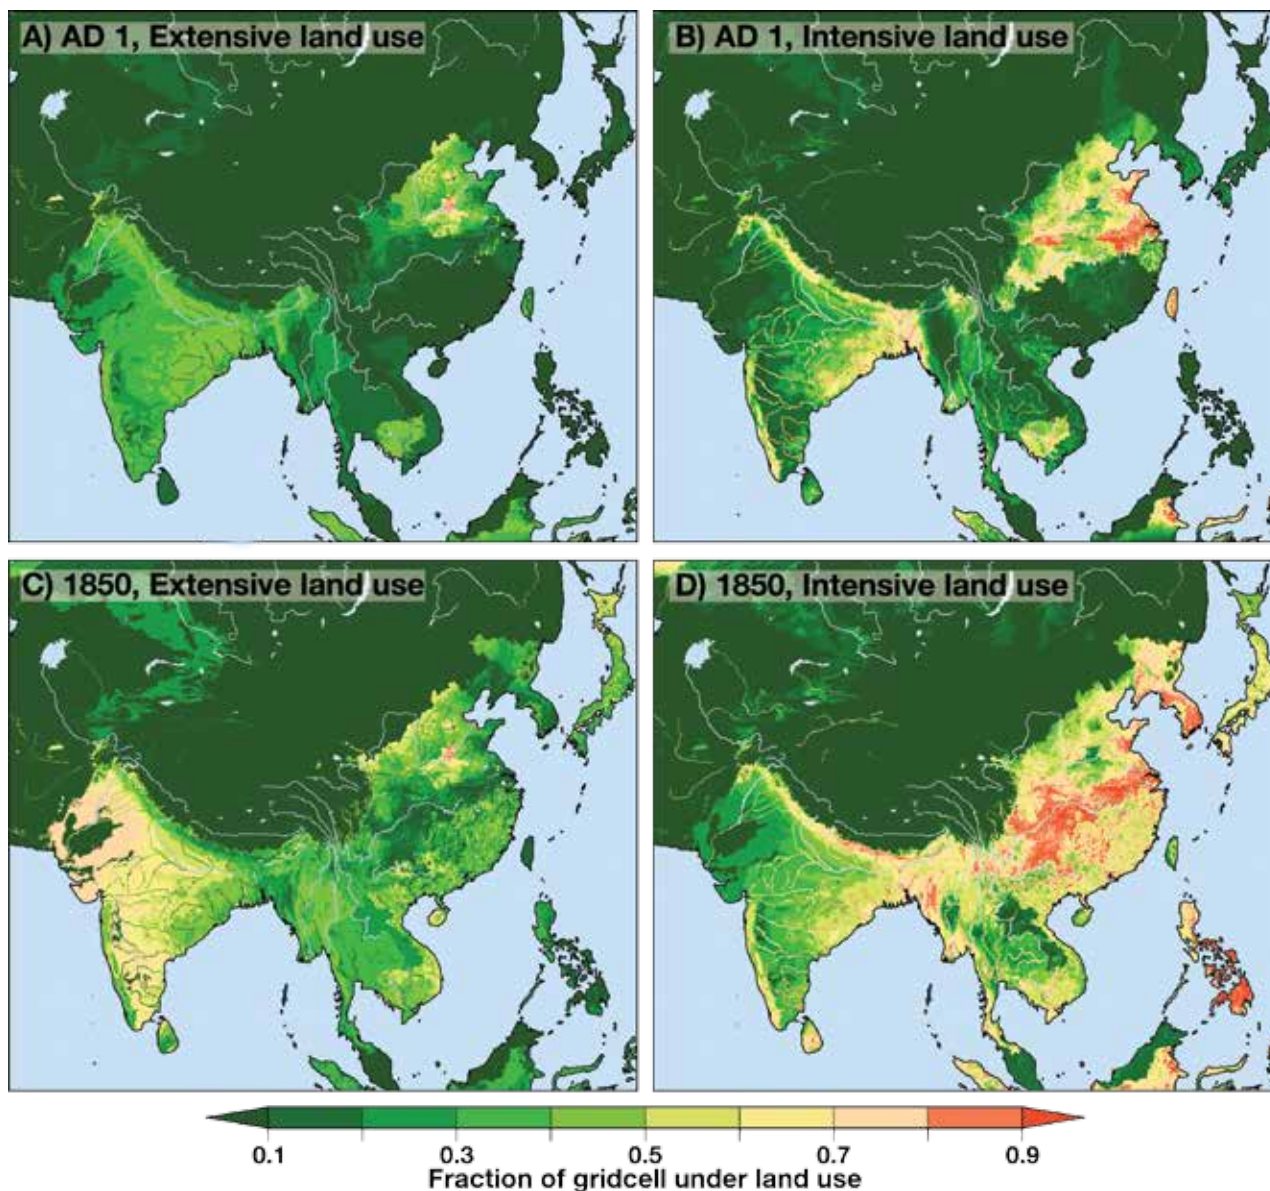 A) AD 1, Extensive land use
B) AD 1, Intensive land use
C) 1850, Extensive land use
D) 1850, Intensive land use
0.1 0.3 0.5 0.7 0.9
Fraction of gridcell under land use